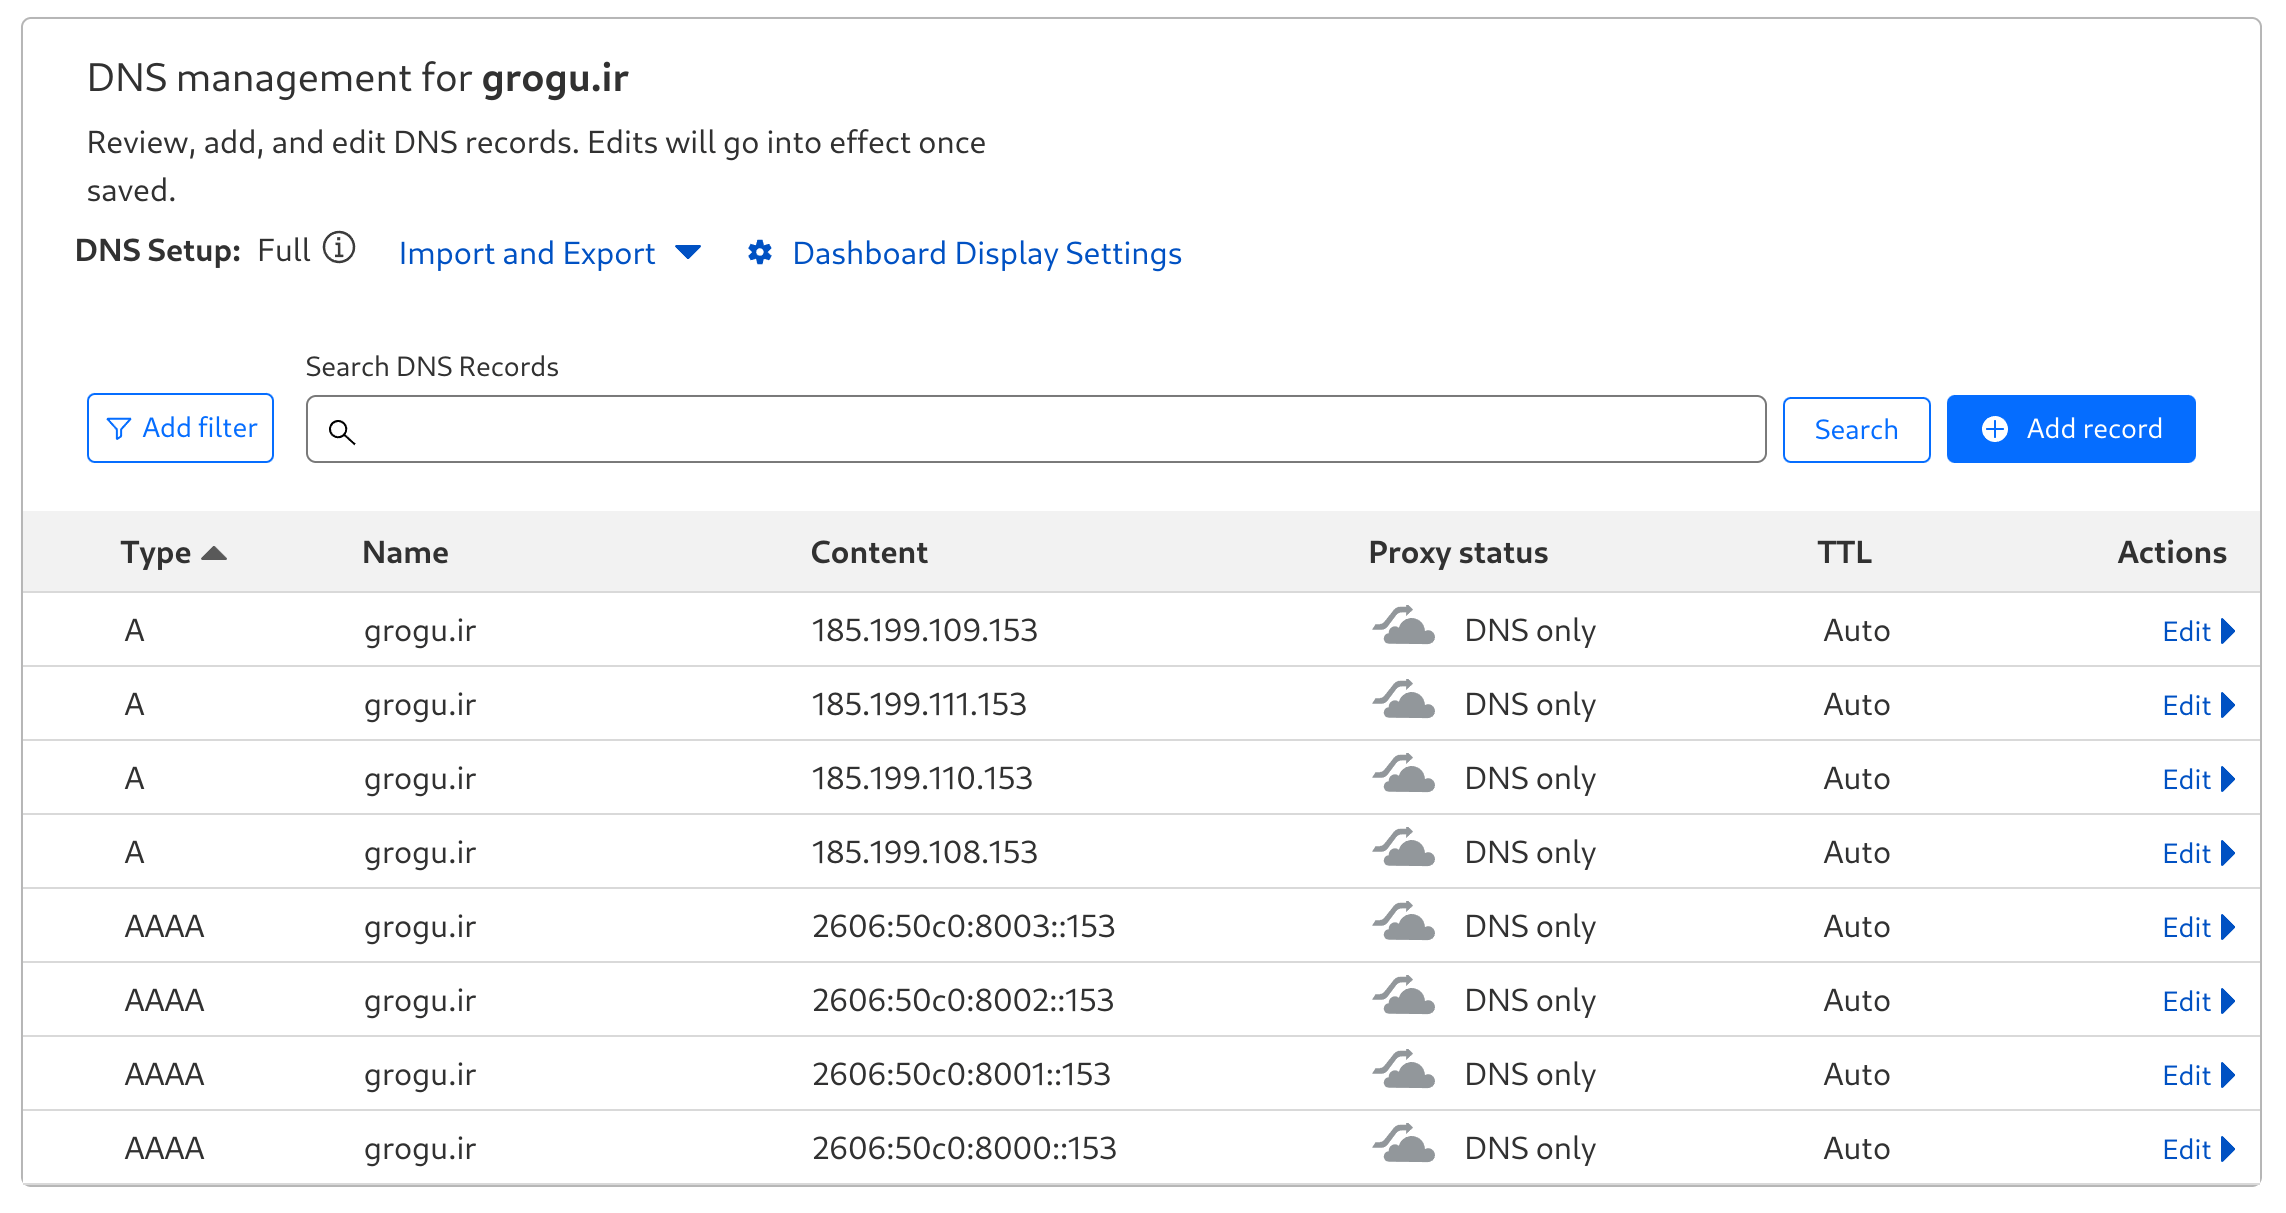 DNS management for grogu.ir
Review, add, and edit DNS records. Edits will go into effect once
saved.
DNS Setup: Full Import and Export Dashboard Display Settings
Search DNS Records
Add filter Search Add record
Type Name Content Proxy status TTL Actions
A grogu.ir 185.199.109.153 DNS only Auto Edit
A grogu.ir 185.199.111.153 DNS only Auto Edit
A grogu.ir 185.199.110.153 DNS only Auto Edit
A grogu.ir 185.199.108.153 DNS only Auto Edit
AAAA grogu.ir 2606:50c0:8003::153 DNS only Auto Edit
AAAA grogu.ir 2606:50c0:8002::153 DNS only Auto Edit
AAAA grogu.ir 2606:50c0:8001::153 DNS only Auto Edit
AAAA grogu.ir 2606:50c0:8000::153 DNS only Auto Edit